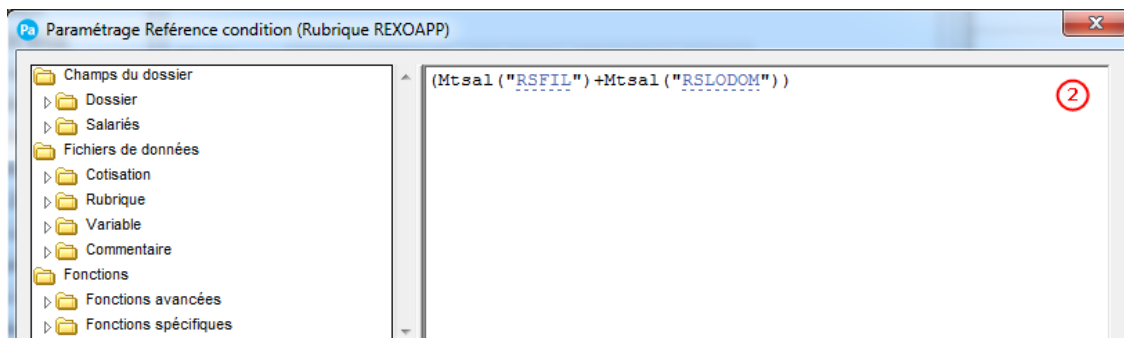 Pa Paramétrage Reférence condition (Rubrique REXOAPP)
x
Champs du dossier
Dossier
Salariés
Fichiers de données
Cotisation
Rubrique
Variable
Commentaire
Fonctions
Fonctions avancées
Fonctions spécifiques
(Mtsal("RSFIL")+Mtsal("RSLODOM"))
2